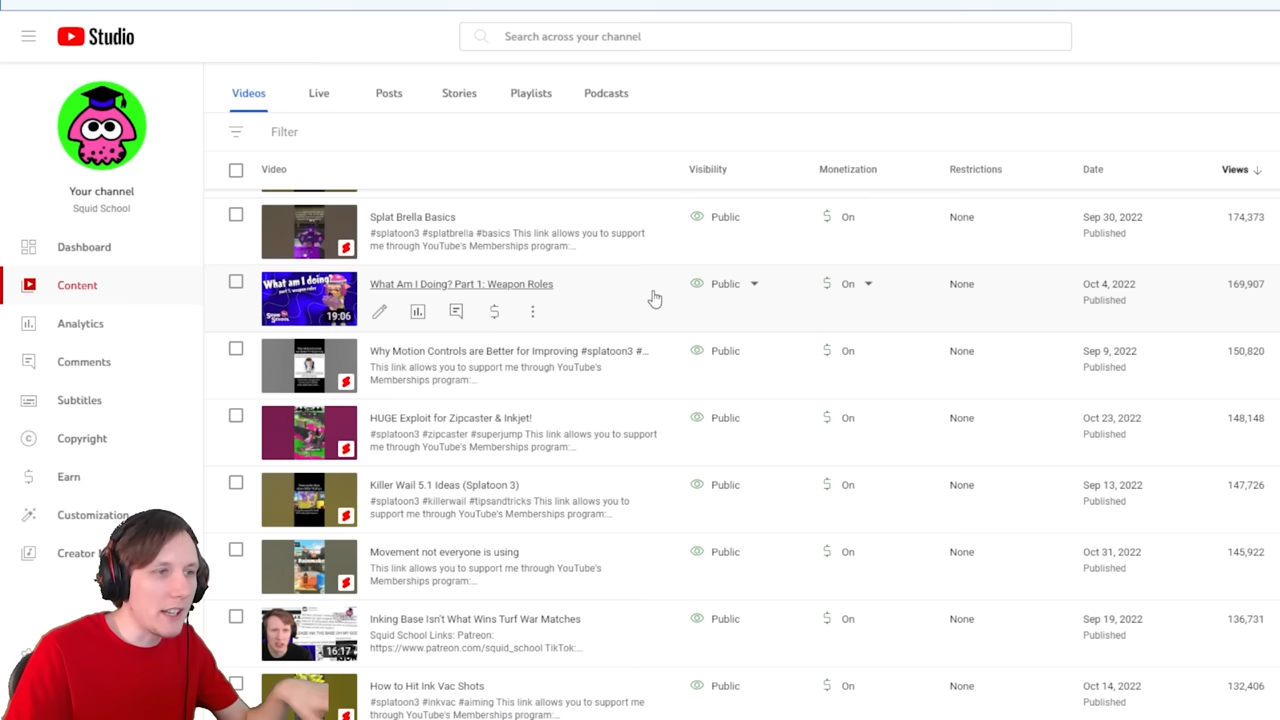 Studio
Search across your channel
Your channel
Squid School
Dashboard
Content
Analytics
Comments
Subtitles
Copyright
Earn
Customization
Creator
Videos Live Posts Stories Playlists Podcasts
Filter
Video Visibility Monetization Restrictions Date Views
Splat Brella Basics Public On None Sep 30, 2022 174,373
#splatoon3 #splatbrella #basics This link allows you to support Published
me through YouTube's Memberships program:...
What am I doing?
part 1: weapon roles
19:06
What Am I Doing? Part 1: Weapon Roles Public On None Oct 4, 2022 169,907
Published
Why Motion Controls are Better for Improving #splatoon3 #... Public On None Sep 9, 2022 150,820
This link allows you to support me through YouTube's Published
Memberships program:...
HUGE Exploit for Zipcaster & Inkjet! Public On None Oct 23, 2022 148,148
#splatoon3 #zipcaster #superjump This link allows you to support Published
me through YouTube's Memberships program:...
Killer Wail 5.1 Ideas (Splatoon 3) Public On None Sep 13, 2022 147,726
#splatoon3 #killerwail #tipsandtricks This link allows you to Published
support me through YouTube's Memberships program:...
Movement not everyone is using Public On None Oct 31, 2022 145,922
This link allows you to support me through YouTube's Published
Memberships program:...
16:17
Inking Base Isn't What Wins Turf War Matches Public On None Sep 19, 2022 136,731
Squid School Links: Patreon: Published
https://www.patreon.com/squid_school TikTok:...
How to Hit Ink Vac Shots Public On None Oct 14, 2022 132,406
#splatoon3 #inkvac #aiming This link allows you to support Published
me through YouTube's Memberships program:...